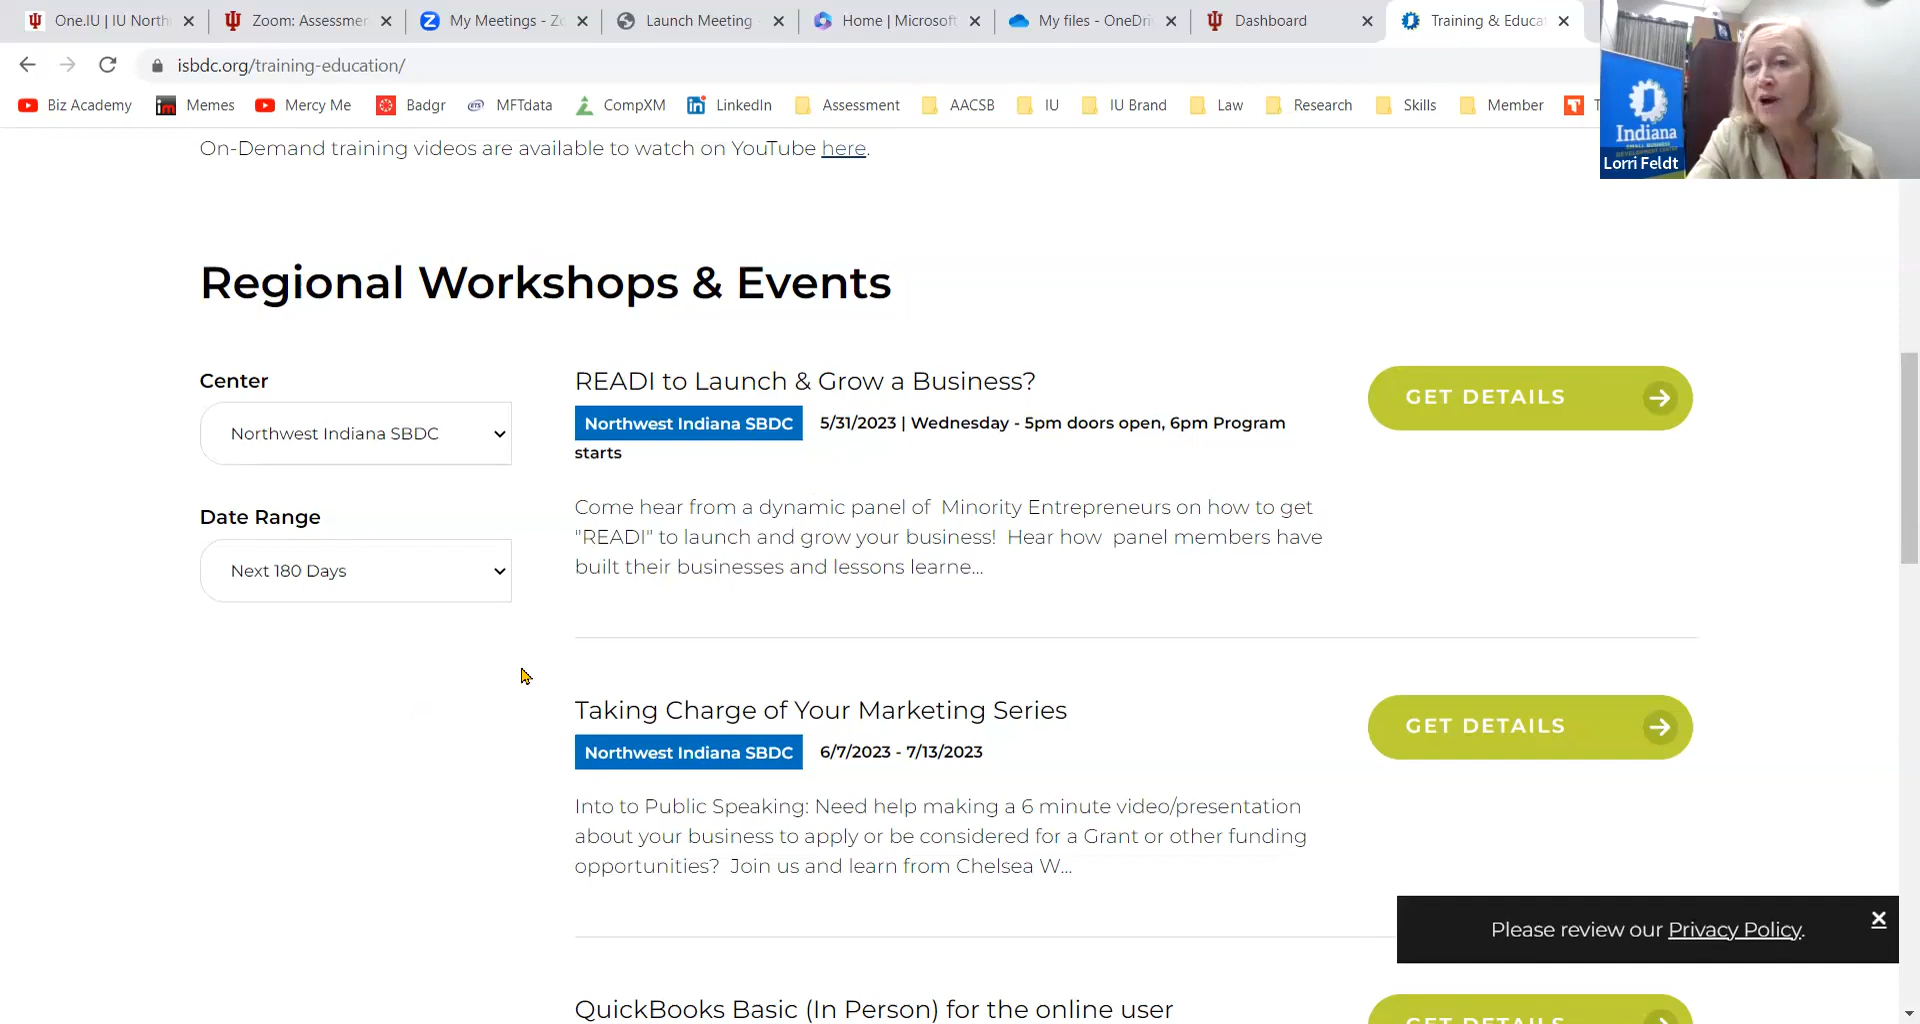 One.IU | IU North
Zoom: Assessmen
My Meetings - Zo
Launch Meeting -
Home | Microsoft
My files - OneDri
Dashboard
Training & Educa
isbdc.org/training-education/
Biz Academy
Memes
Mercy Me
Badgr
MFTdata
CompXM
LinkedIn
Assessment
AACSB
IU
IU Brand
Law
Research
Skills
Member
T
Indiana
Lorri Feldt
On-Demand training videos are available to watch on YouTube here.
Regional Workshops & Events
Center
Northwest Indiana SBDC
Date Range
Next 180 Days
READI to Launch & Grow a Business?
Northwest Indiana SBDC 5/31/2023 | Wednesday - 5pm doors open, 6pm Program
starts
Come hear from a dynamic panel of Minority Entrepreneurs on how to get
"READI" to launch and grow your business! Hear how panel members have
built their businesses and lessons learne...
GET DETAILS
Taking Charge of Your Marketing Series
Northwest Indiana SBDC 6/7/2023 - 7/13/2023
Into to Public Speaking: Need help making a 6 minute video/presentation
about your business to apply or be considered for a Grant or other funding
opportunities? Join us and learn from Chelsea W...
GET DETAILS
Please review our Privacy Policy.
QuickBooks Basic (In Person) for the online user
GET DETAILS